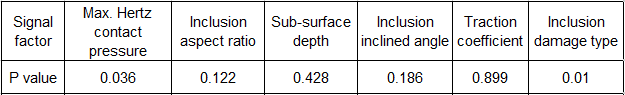 Signal factor	Max. Hertz contact pressure	Inclusion aspect ratio	Sub-surface depth	Inclusion inclined angle	Traction coefficient	Inclusion damage type
P value	0.036	0.122	0.428	0.186	0.899	0.01